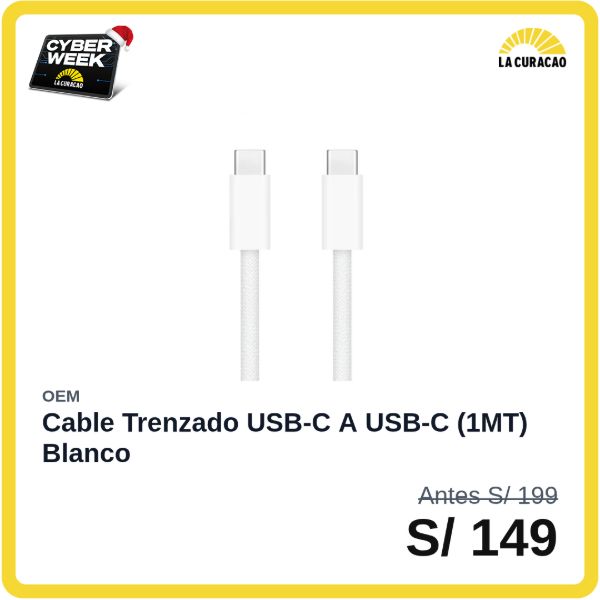 CYBER
WEEK
LA CURACAO
LA CURACAO
OEM
Cable Trenzado USB-C A USB-C (1MT)
Blanco
Antes S/ 199
S/ 149